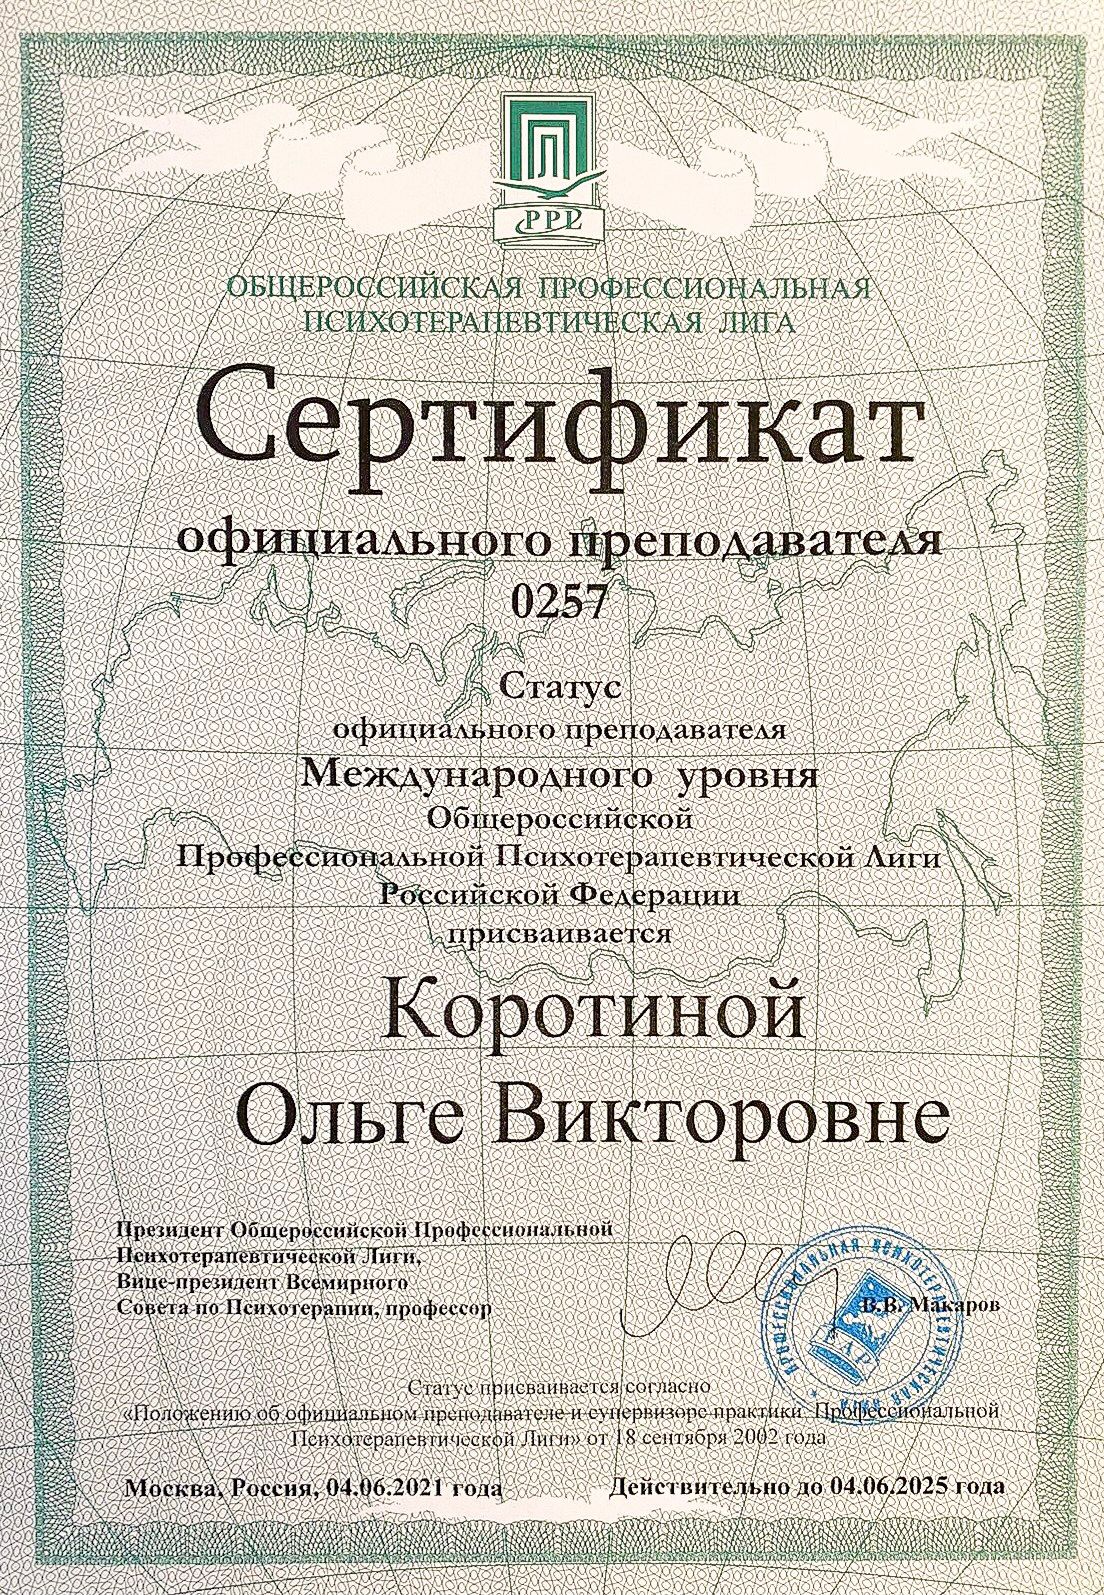 PPL
ОБЩЕРОССИЙСКАЯ ПРОФЕССИОНАЛЬНАЯ
ПСИХОТЕРАПЕВТИЧЕСКАЯ ЛИГА
Сертификат
официального преподавателя
0257
Статус
официального преподавателя
Международного уровня
Общероссийской
Профессиональной Психотерапевтической Лиги
Российской Федерации
присваивается
Коротиной
Ольге Викторовне
Президент Общероссийской Профессиональной
Психотерапевтической Лиги,
Вице-президент Всемирного
Совета по Психотерапии, профессор
В.В. Макаров
ПРОФЕССИОНАЛЬНАЯ ПСИХОТЕРАПЕВТИЧЕСКАЯ ЛИГА
Статус присваивается согласно
«Положению об официальном преподавателе и супервизоре практики Профессиональной
Психотерапевтической Лиги» от 18 сентября 2002 года
Москва, Россия, 04.06.2021 года
Действительно до 04.06.2025 года